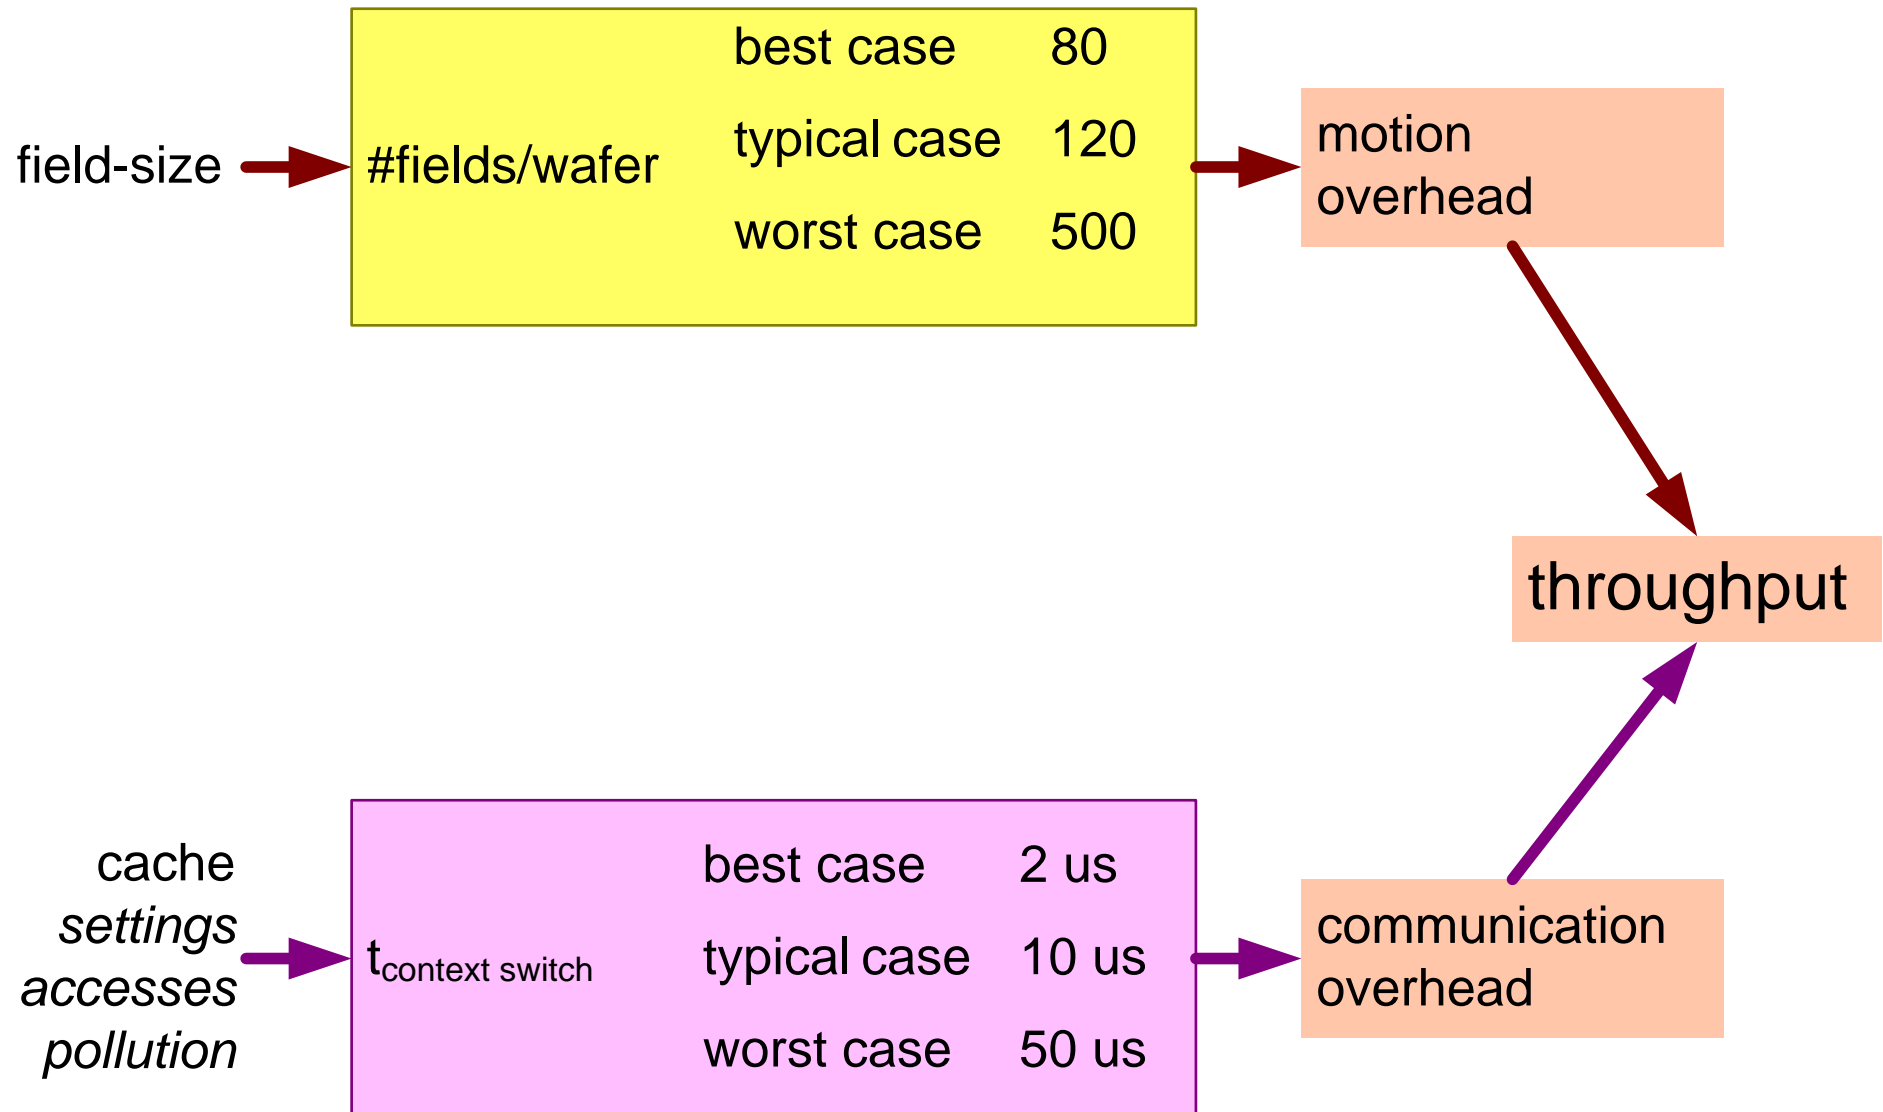 field-size
#fields/wafer
best case 80
typical case 120
worst case 500
motion
overhead
throughput
cache
settings
accesses
pollution
tcontext switch
best case 2 us
typical case 10 us
worst case 50 us
communication
overhead